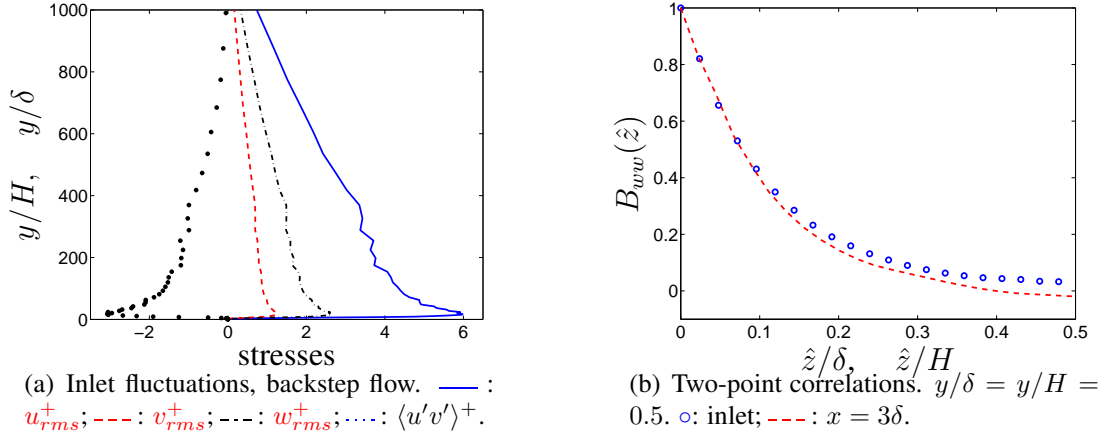 1000
800
600
400
200
0
y/H, y/δ
−2
0
2
4
6
stresses
(a) Inlet fluctuations, backstep flow. — :
u⁺rms; – – –: v⁺rms; – · –: w⁺rms; ···: ⟨u′v′⟩⁺.
1
0.8
0.6
0.4
0.2
0
B_ww(ẑ)
0
0.1
0.2
0.3
0.4
0.5
ẑ/δ, ẑ/H
(b) Two-point correlations. y/δ = y/H =
0.5. o: inlet; – – –: x = 3δ.